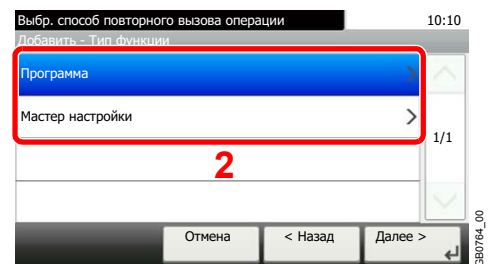 Выбр. способ повторного вызова операции 10:10
Добавить - Тип функции
Программа
Мастер настройки
1/1
2
Отмена < Назад Далее >
GB0764_00